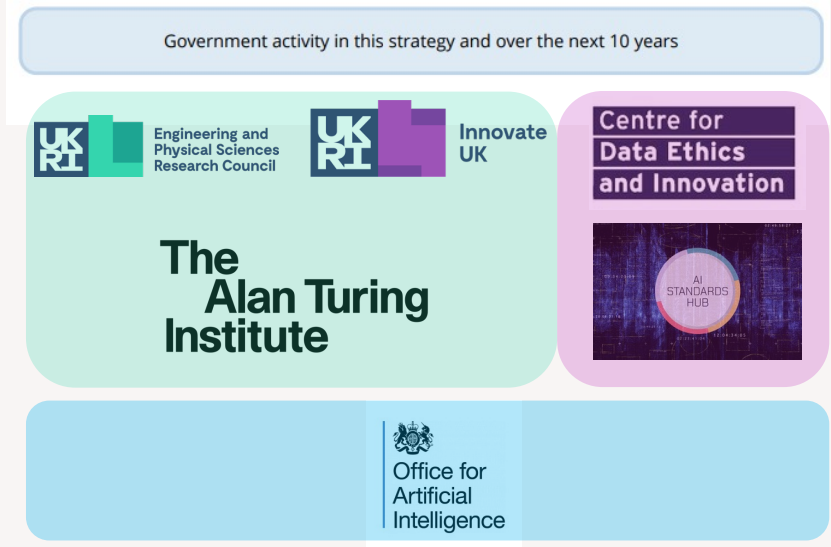 Government activity in this strategy and over the next 10 years
UK
RI
Engineering and
Physical Sciences
Research Council
UK
RI
Innovate
UK
Centre for
Data Ethics
and Innovation
The
Alan Turing
Institute
AI
STANDARDS
HUB
Office for
Artificial
Intelligence